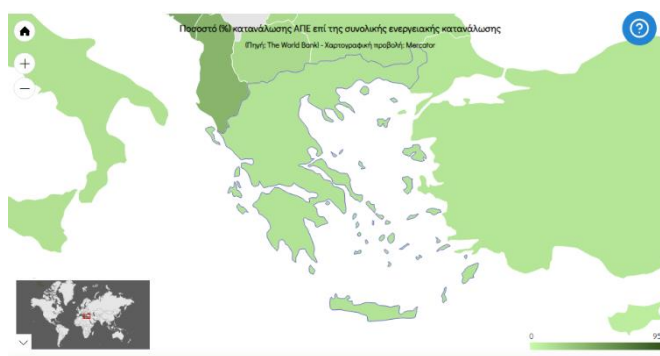 Ποσοστό (%) κατανάλωσης ΑΠΕ επί της συνολικής ενεργειακής κατανάλωσης
(Πηγή: The World Bank) - Χαρτογραφική προβολή: Mercator
0
95